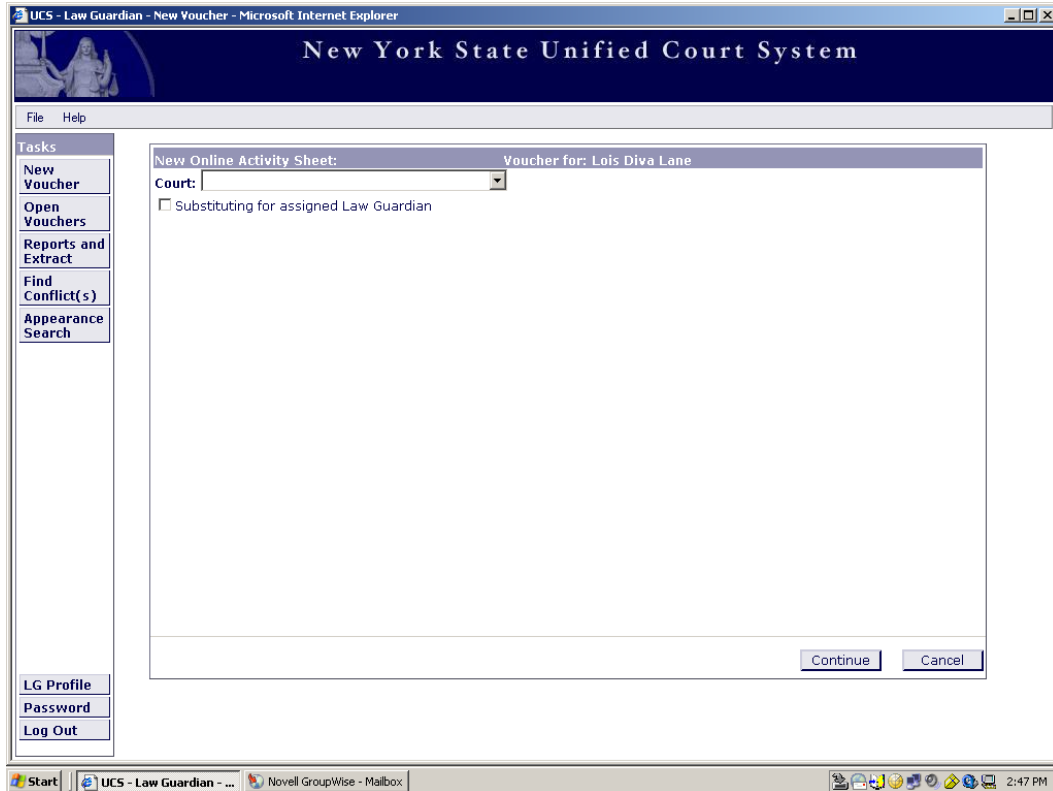 UCS - Law Guardian - New Voucher - Microsoft Internet Explorer
New York State Unified Court System
File Help
Tasks
New
Voucher
Open
Vouchers
Reports and
Extract
Find
Conflict(s)
Appearance
Search
New Online Activity Sheet: Voucher for: Lois Diva Lane
Court:
Substituting for assigned Law Guardian
Continue Cancel
LG Profile
Password
Log Out
Start UCS - Law Guardian - ... Novell GroupWise - Mailbox 2:47 PM